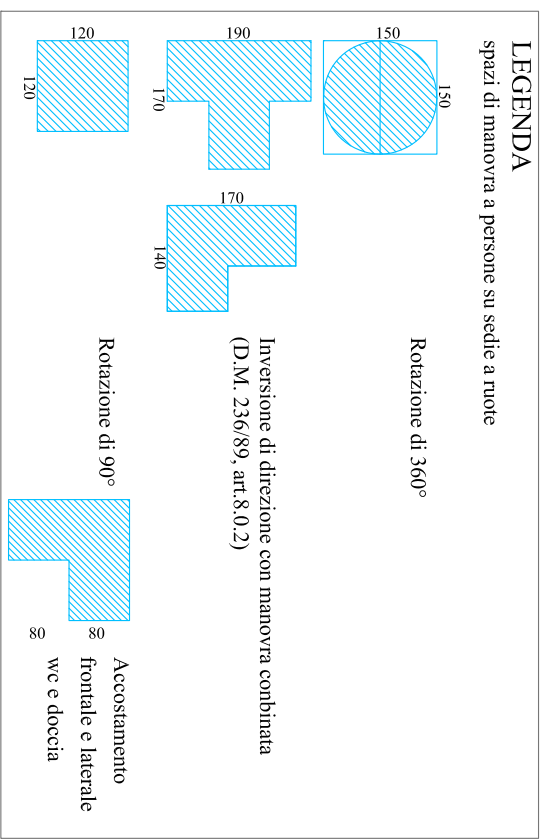 LEGENDA
spazi di manovra a persone su sedie a ruote
150
150
Rotazione di 360°
190
170
170
140
Inversione di direzione con manovra conbinata
(D.M. 236/89, art.8.0.2)
120
120
Rotazione di 90°
80
80
Accostamento
frontale e laterale
wc e doccia